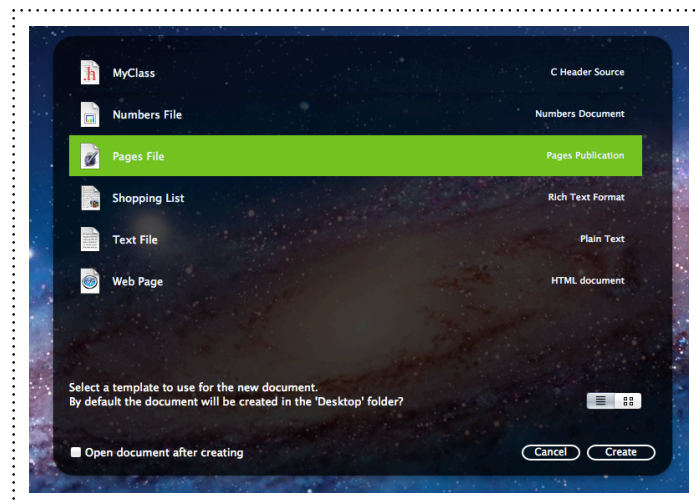 MyClass C Header Source
Numbers File Numbers Document
Pages File Pages Publication
Shopping List Rich Text Format
Text File Plain Text
Web Page HTML document
Select a template to use for the new document.
By default the document will be created in the 'Desktop' folder?
Open document after creating Cancel Create